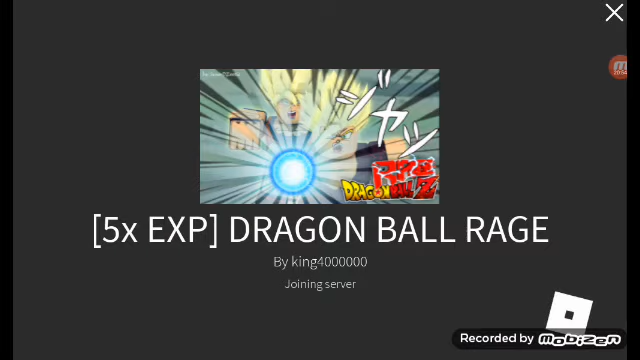 ジャッ
DRAGON BALL Z
[5x EXP] DRAGON BALL RAGE
By king4000000
Joining server
Recorded by
MOBIZEN